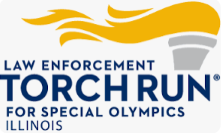 LAW ENFORCEMENT
TORCH RUN®
FOR SPECIAL OLYMPICS
ILLINOIS